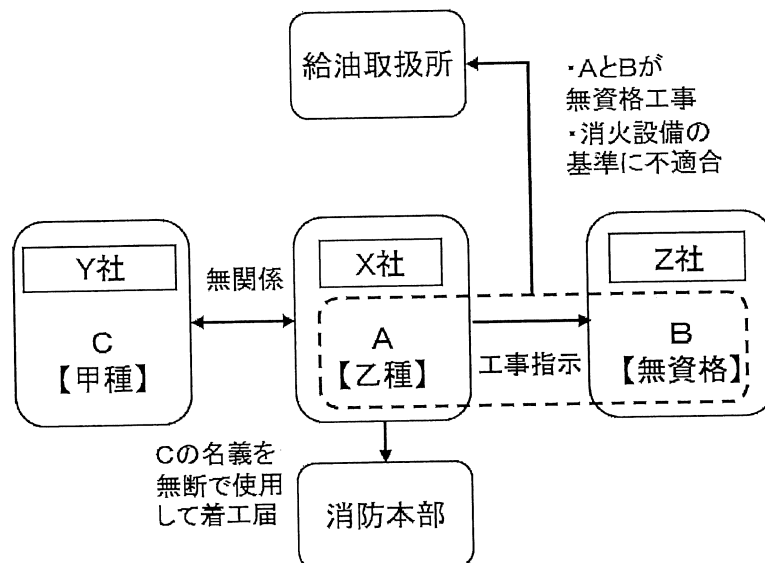 給油取扱所
・AとBが
無資格工事
・消火設備の
基準に不適合
Y社
C
【甲種】
無関係
X社
A
【乙種】
工事指示
Z社
B
【無資格】
Cの名義を
無断で使用
して着工届
消防本部